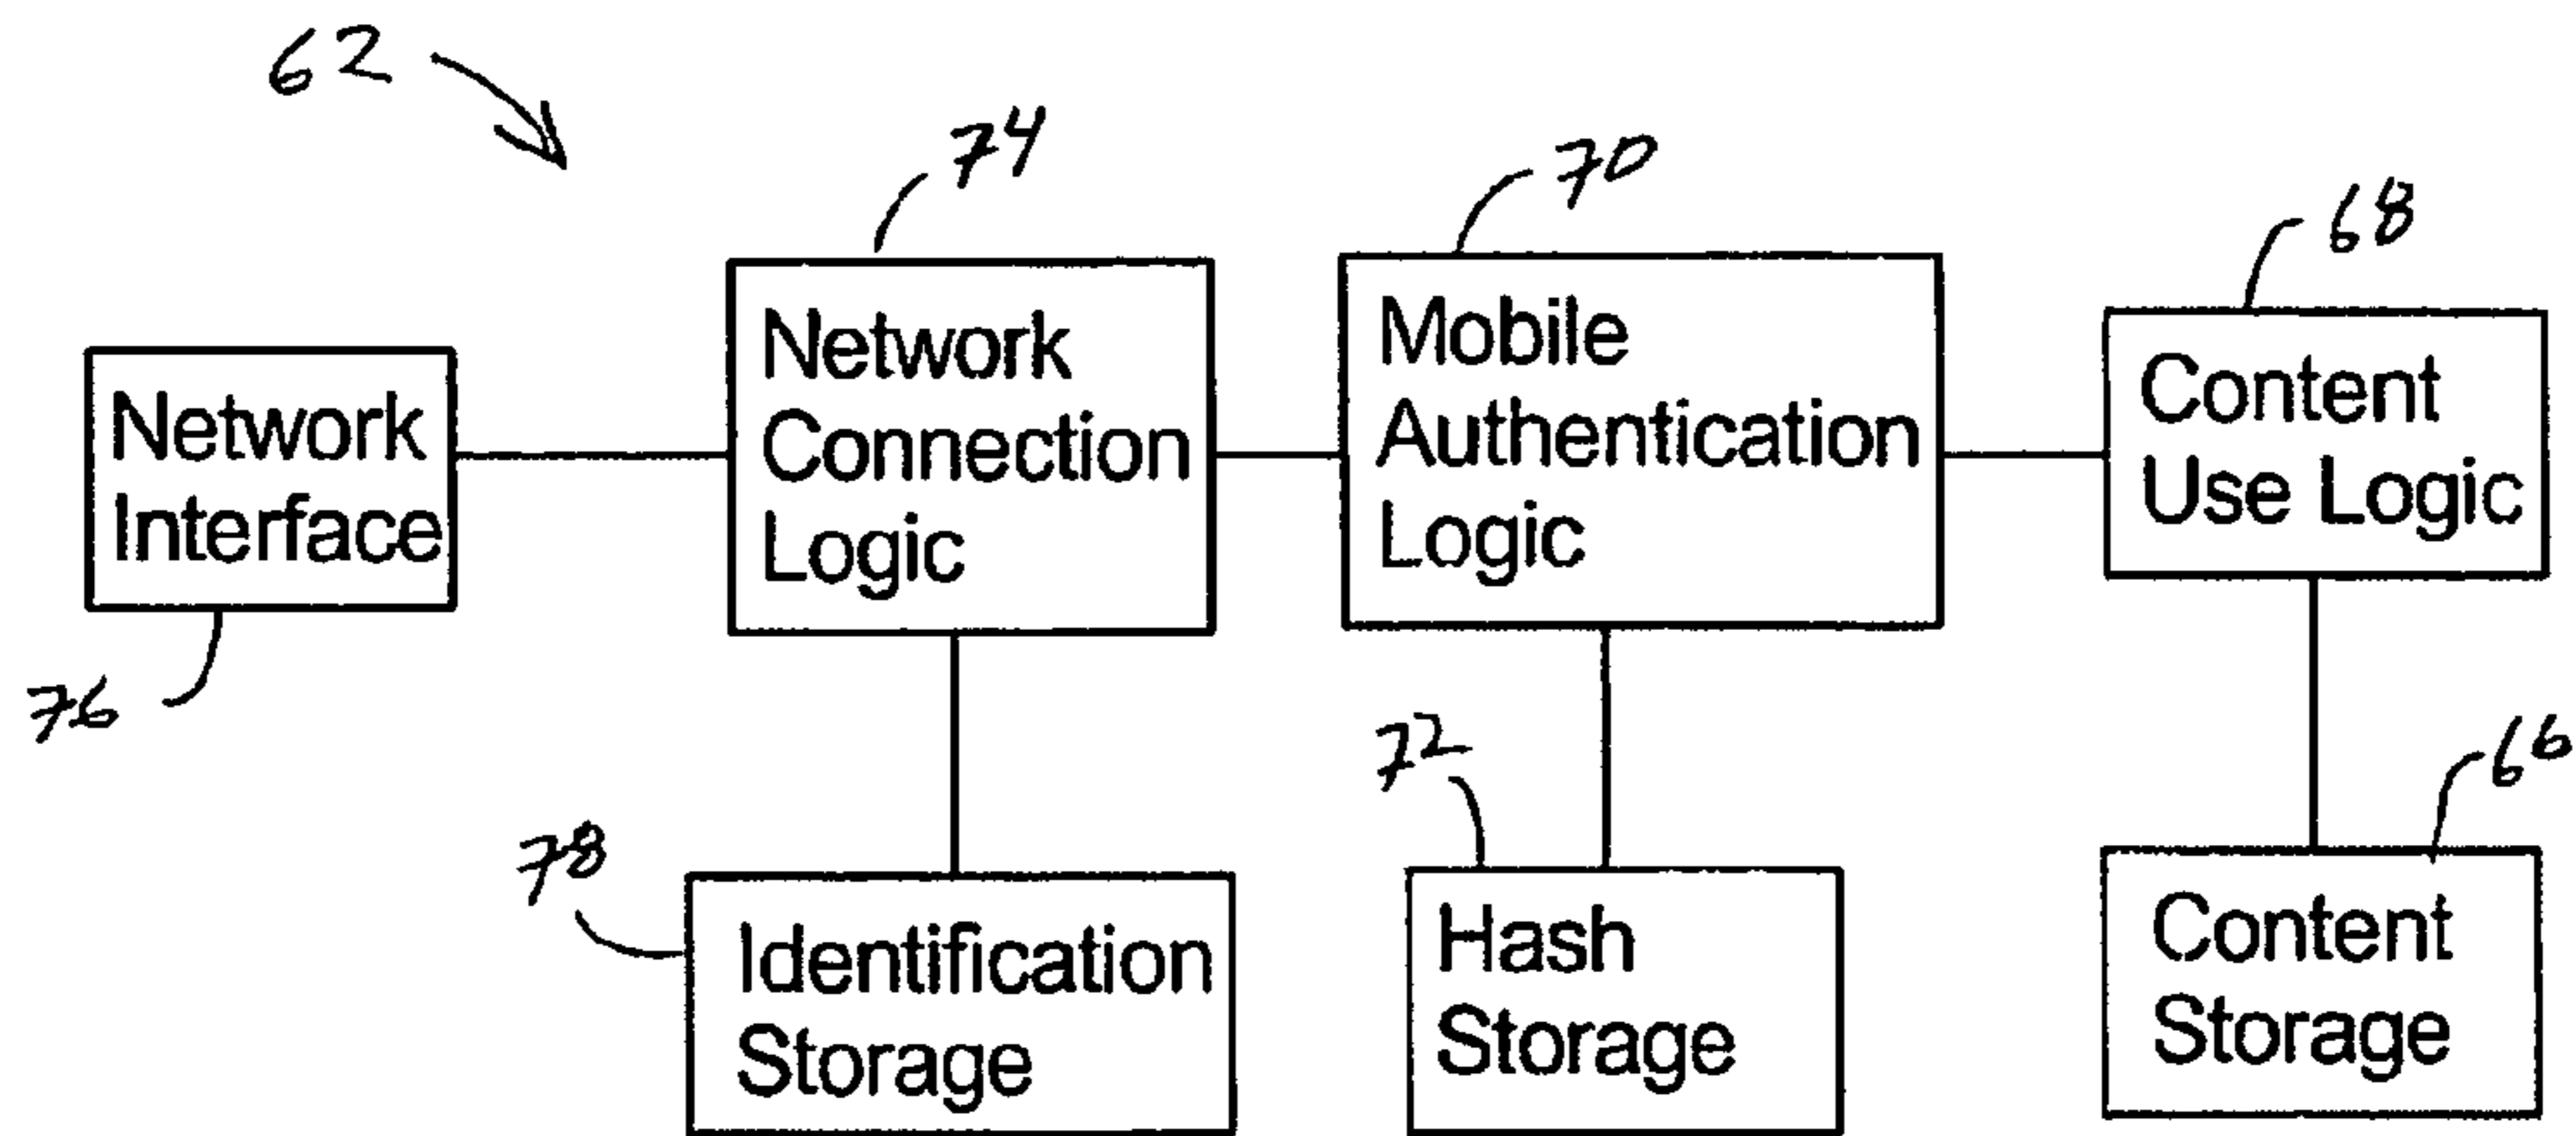 62
74
70
68
Network
Interface
Network
Connection
Logic
Mobile
Authentication
Logic
Content
Use Logic
76
78
72
66
Identification
Storage
Hash
Storage
Content
Storage